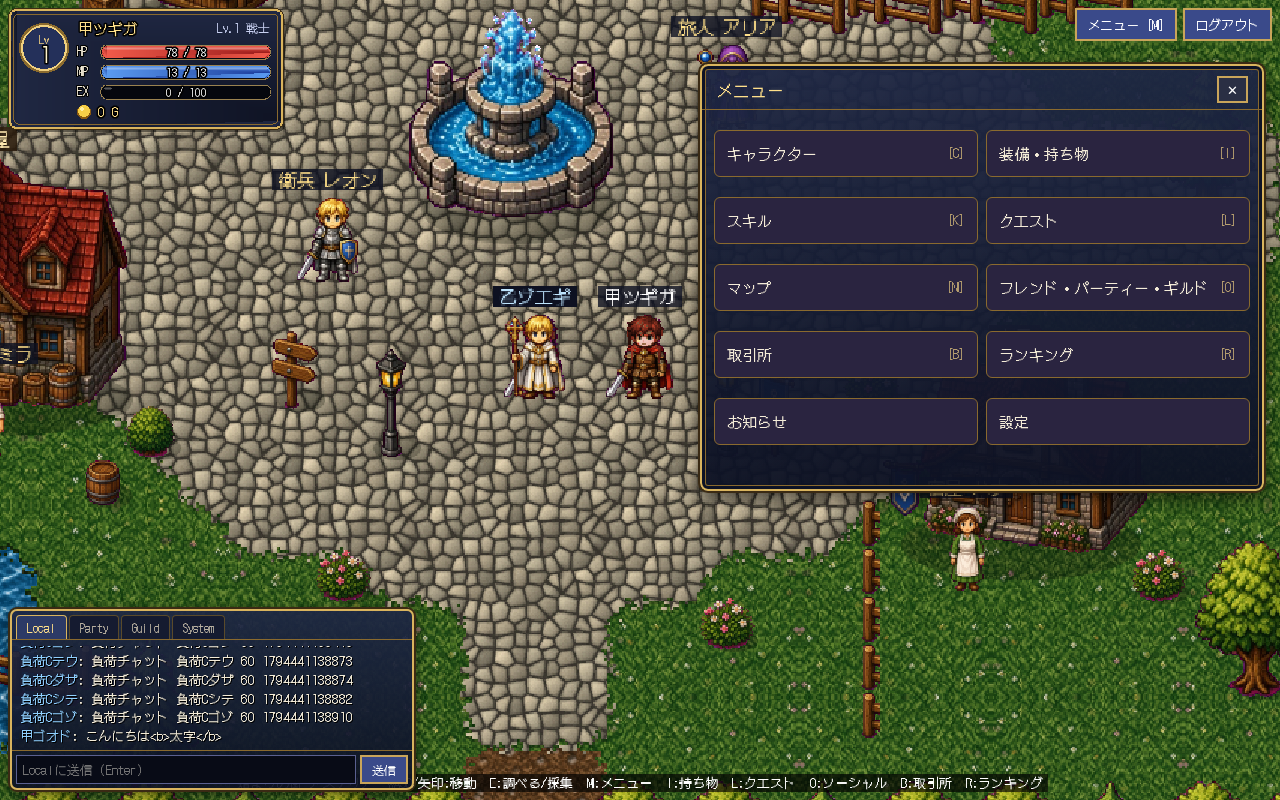 Lv
1
甲ツギガ Lv.1 戦士
HP 78 / 78
MP 13 / 13
EX 0 / 100
0 G
旅人 アリア
メニュー [M] ログアウト
メニュー ×
キャラクター [C] 装備・持ち物 [I]
スキル [K] クエスト [L]
マップ [N] フレンド・パーティー・ギルド [O]
取引所 [B] ランキング [R]
お知らせ 設定
屋
衛兵 レオン
乙ゾエギ 甲ツギガ
ミラ
Local Party Guild System
負荷Cテウ: 負荷チャット 負荷Cテウ 60 1794441138873
負荷Cダザ: 負荷チャット 負荷Cダザ 60 1794441138874
負荷Cシテ: 負荷チャット 負荷Cシテ 60 1794441138882
負荷Cゴゾ: 負荷チャット 負荷Cゴゾ 60 1794441138910
甲ゴオド: こんにちは<b>太字</b>
Localに送信 (Enter) 送信
矢印:移動 E:調べる/採集 M:メニュー I:持ち物 L:クエスト O:ソーシャル B:取引所 R:ランキング